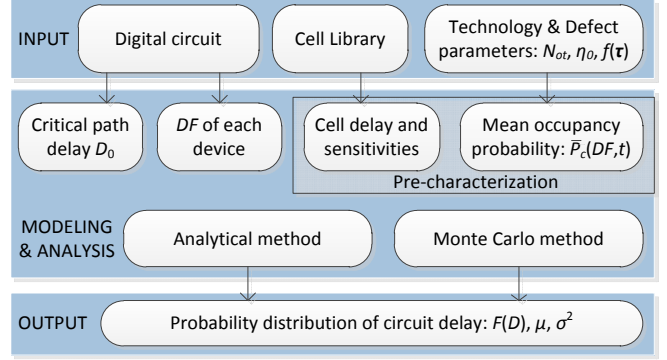 INPUT
Digital circuit
Cell Library
Technology & Defect
parameters: Not, η0, f(τ)
Critical path
delay D0
DF of each
device
Cell delay and
sensitivities
Mean occupancy
probability: P̄c(DF,t)
Pre-characterization
MODELING
& ANALYSIS
Analytical method
Monte Carlo method
OUTPUT
Probability distribution of circuit delay: F(D), μ, σ²